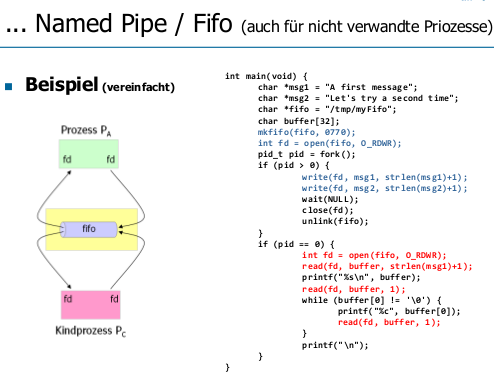 ... Named Pipe / Fifo (auch für nicht verwandte Priozesse)
Beispiel (vereinfacht)
Prozess PA
fd fd
fifo
fd fd
Kindprozess PC
int main(void) {
char *msg1 = "A first message";
char *msg2 = "Let's try a second time";
char *fifo = "/tmp/myFifo";
char buffer[32];
mkfifo(fifo, 0770);
int fd = open(fifo, O_RDWR);
pid_t pid = fork();
if (pid > 0) {
write(fd, msg1, strlen(msg1)+1);
write(fd, msg2, strlen(msg2)+1);
wait(NULL);
close(fd);
unlink(fifo);
}
if (pid == 0) {
int fd = open(fifo, O_RDWR);
read(fd, buffer, strlen(msg1)+1);
printf("%s\n", buffer);
read(fd, buffer, 1);
while (buffer[0] != '\0') {
printf("%c", buffer[0]);
read(fd, buffer, 1);
}
printf("\n");
}
}